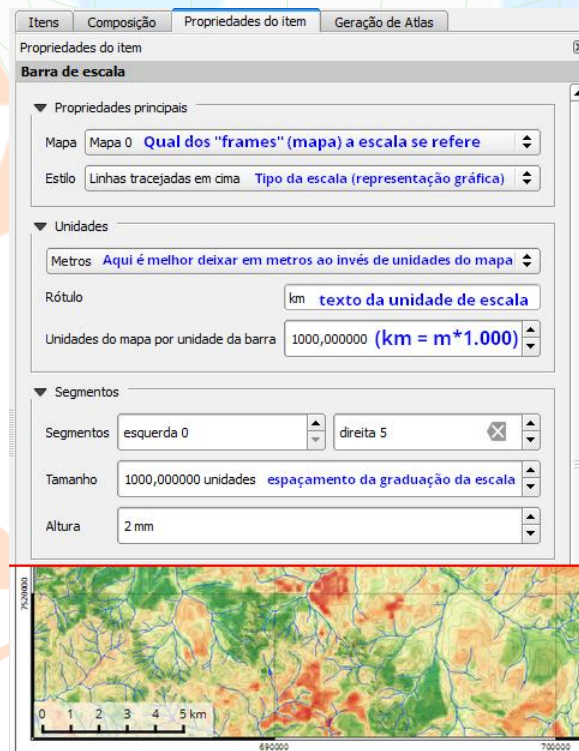 Itens Composição Propriedades do item Geração de Atlas
Propriedades do item
Barra de escala
Propriedades principais
Mapa Mapa 0 Qual dos "frames" (mapa) a escala se refere
Estilo Linhas tracejadas em cima Tipo da escala (representação gráfica)
Unidades
Metros Aqui é melhor deixar em metros ao invés de unidades do mapa
Rótulo km texto da unidade de escala
Unidades do mapa por unidade da barra 1000,000000 (km = m*1.000)
Segmentos
Segmentos esquerda 0 direita 5
Tamanho 1000,000000 unidades espaçamento da graduação da escala
Altura 2 mm
7520000
0 1 2 3 4 5 km
690000 700000